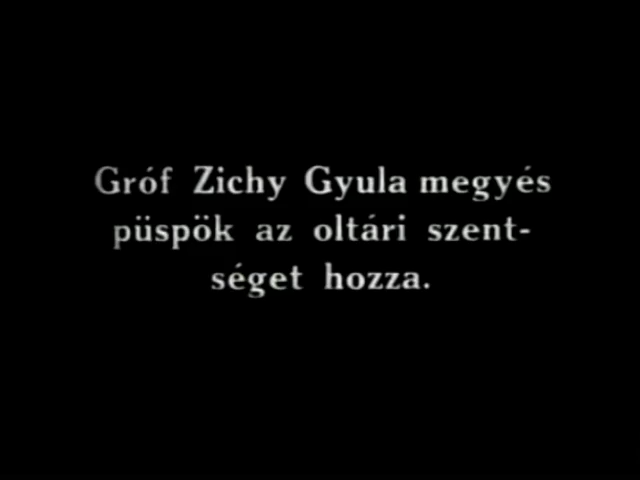 Gróf Zichy Gyula megyés
püspök az oltári szent-
séget hozza.